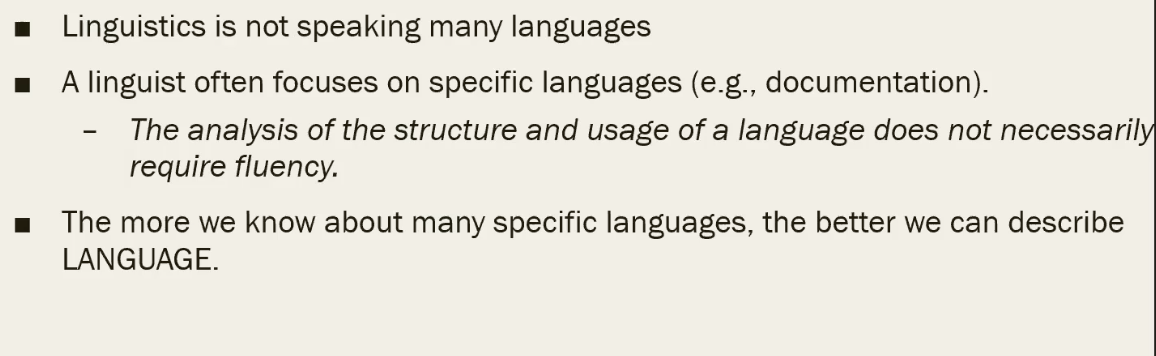 ▪ Linguistics is not speaking many languages
▪ A linguist often focuses on specific languages (e.g., documentation).
– The analysis of the structure and usage of a language does not necessarily
require fluency.
▪ The more we know about many specific languages, the better we can describe
LANGUAGE.